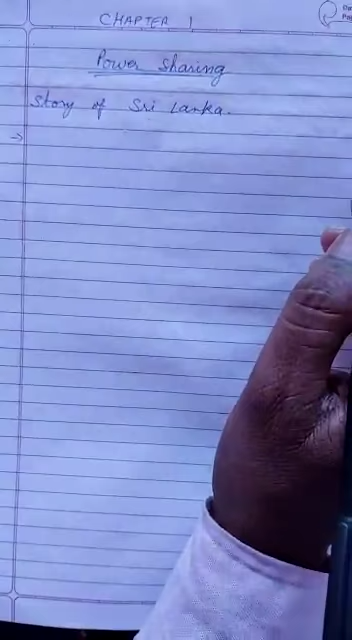 CHAPTER 1
Power Sharing
Story of Sri Lanka.
→